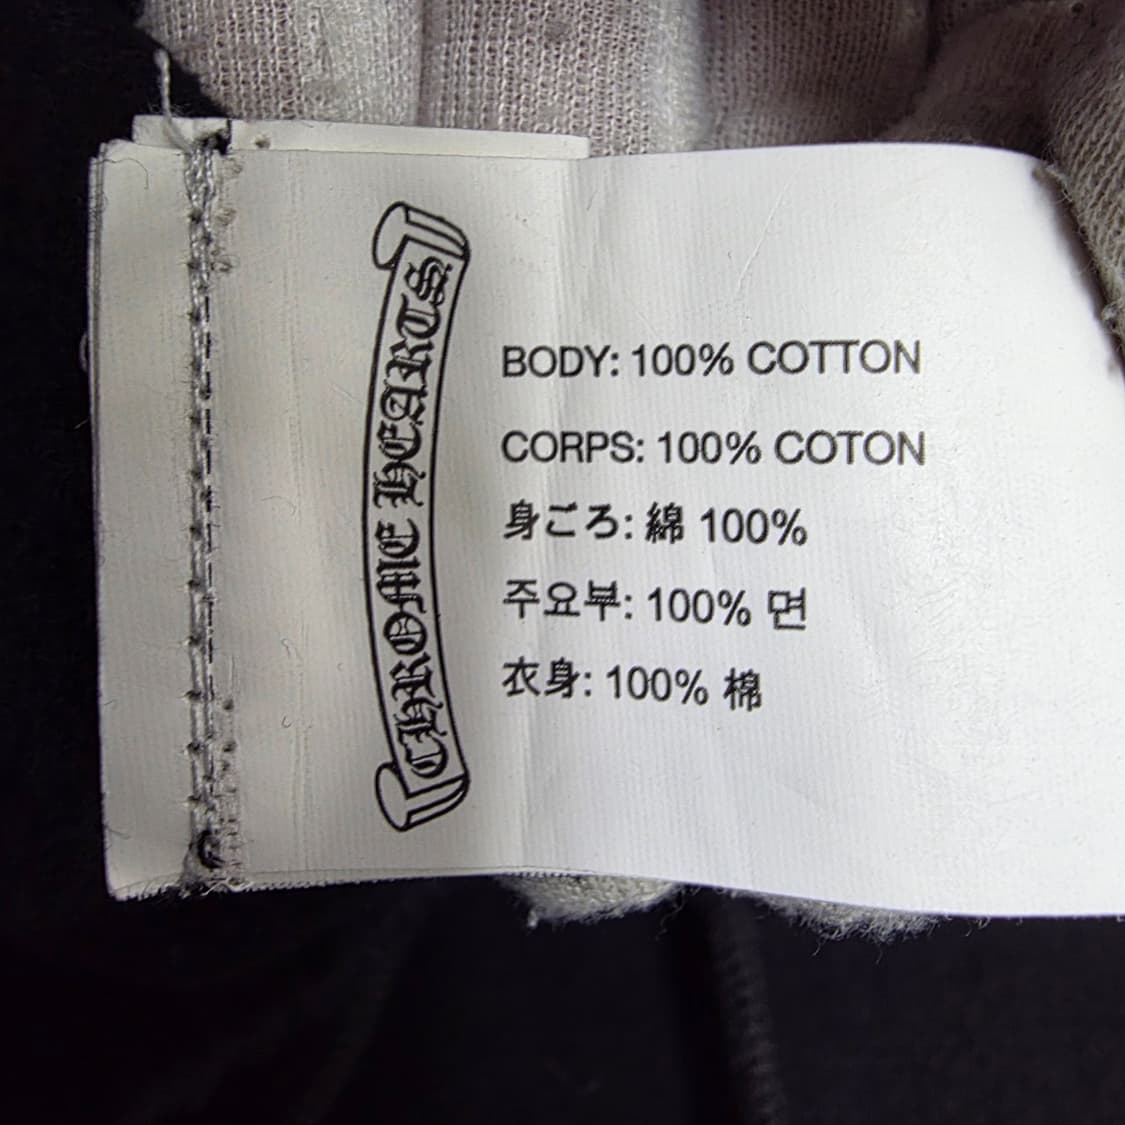 CHROME HEARTS
BODY: 100% COTTON
CORPS: 100% COTON
身ごろ: 綿 100%
주요부: 100% 면
衣身: 100% 棉